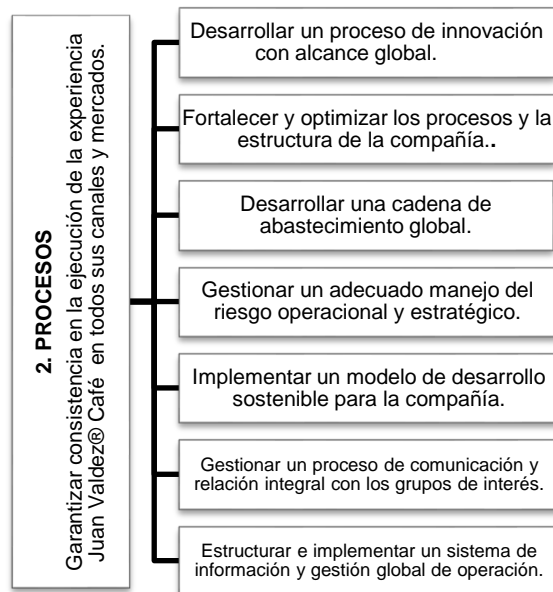 2. PROCESOS
Garantizar consistencia en la ejecución de la experiencia
Juan Valdez® Café en todos sus canales y mercados.
Desarrollar un proceso de innovación
con alcance global.
Fortalecer y optimizar los procesos y la
estructura de la compañía..
Desarrollar una cadena de
abastecimiento global.
Gestionar un adecuado manejo del
riesgo operacional y estratégico.
Implementar un modelo de desarrollo
sostenible para la compañía.
Gestionar un proceso de comunicación y
relación integral con los grupos de interés.
Estructurar e implementar un sistema de
información y gestión global de operación.